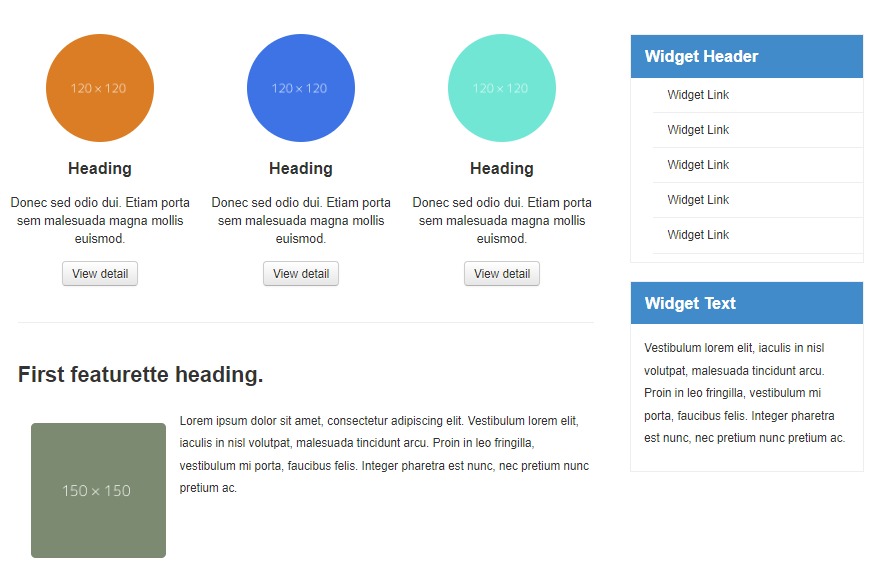 120 × 120
Heading
Donec sed odio dui. Etiam porta
sem malesuada magna mollis
euismod.
View detail
120 × 120
Heading
Donec sed odio dui. Etiam porta
sem malesuada magna mollis
euismod.
View detail
120 × 120
Heading
Donec sed odio dui. Etiam porta
sem malesuada magna mollis
euismod.
View detail
First featurette heading.
150 × 150
Lorem ipsum dolor sit amet, consectetur adipiscing elit. Vestibulum lorem elit,
iaculis in nisl volutpat, malesuada tincidunt arcu. Proin in leo fringilla,
vestibulum mi porta, faucibus felis. Integer pharetra est nunc, nec pretium nunc
pretium ac.
Widget Header
Widget Link
Widget Link
Widget Link
Widget Link
Widget Link
Widget Text
Vestibulum lorem elit, iaculis in nisl
volutpat, malesuada tincidunt arcu.
Proin in leo fringilla, vestibulum mi
porta, faucibus felis. Integer pharetra
est nunc, nec pretium nunc pretium ac.